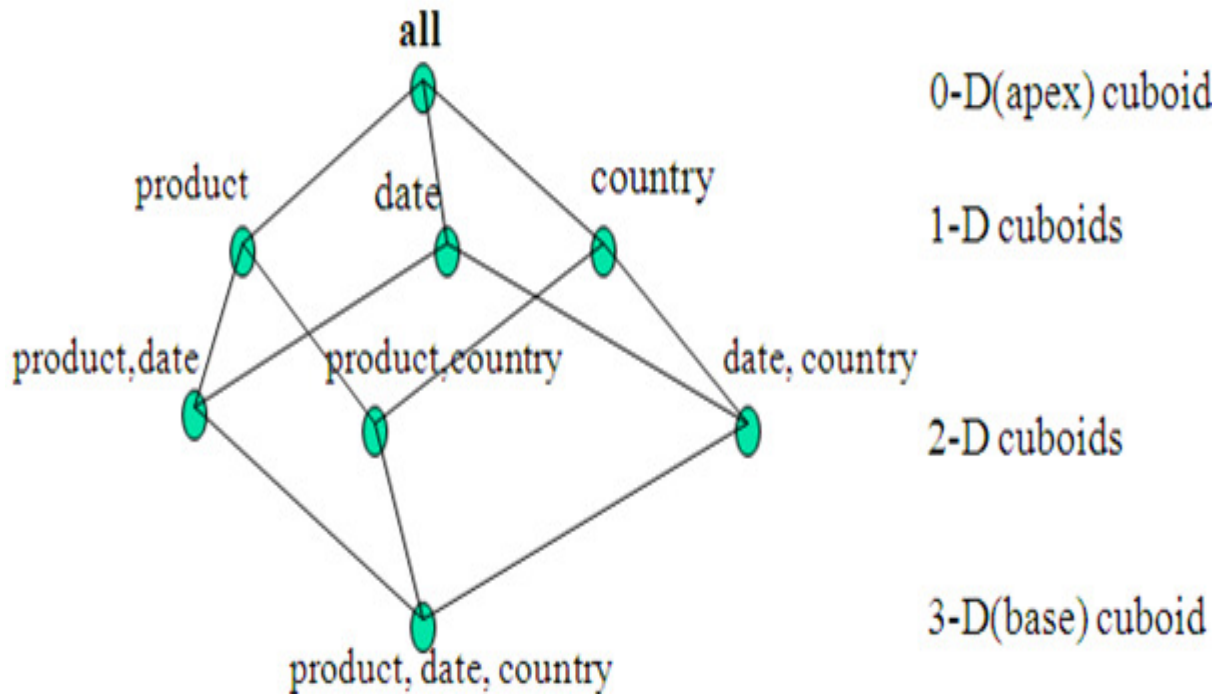 all
0-D(apex) cuboid
product
date
country
1-D cuboids
product,date
product,country
date, country
2-D cuboids
3-D(base) cuboid
product, date, country